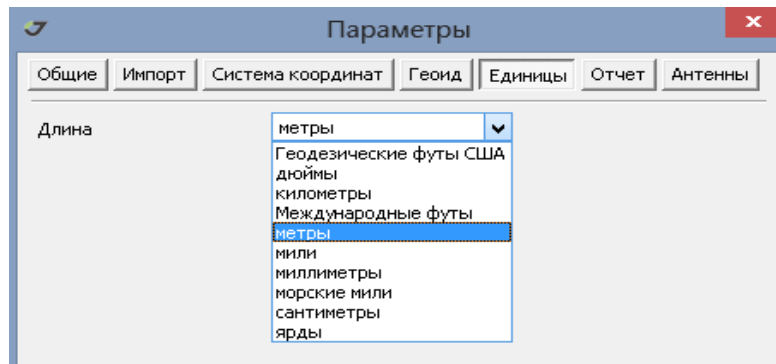 Параметры
Общие Импорт Система координат Геоид Единицы Отчет Антенны
Длина метры
Геодезические футы США
дюймы
километры
Международные футы
метры
мили
миллиметры
морские мили
сантиметры
ярды